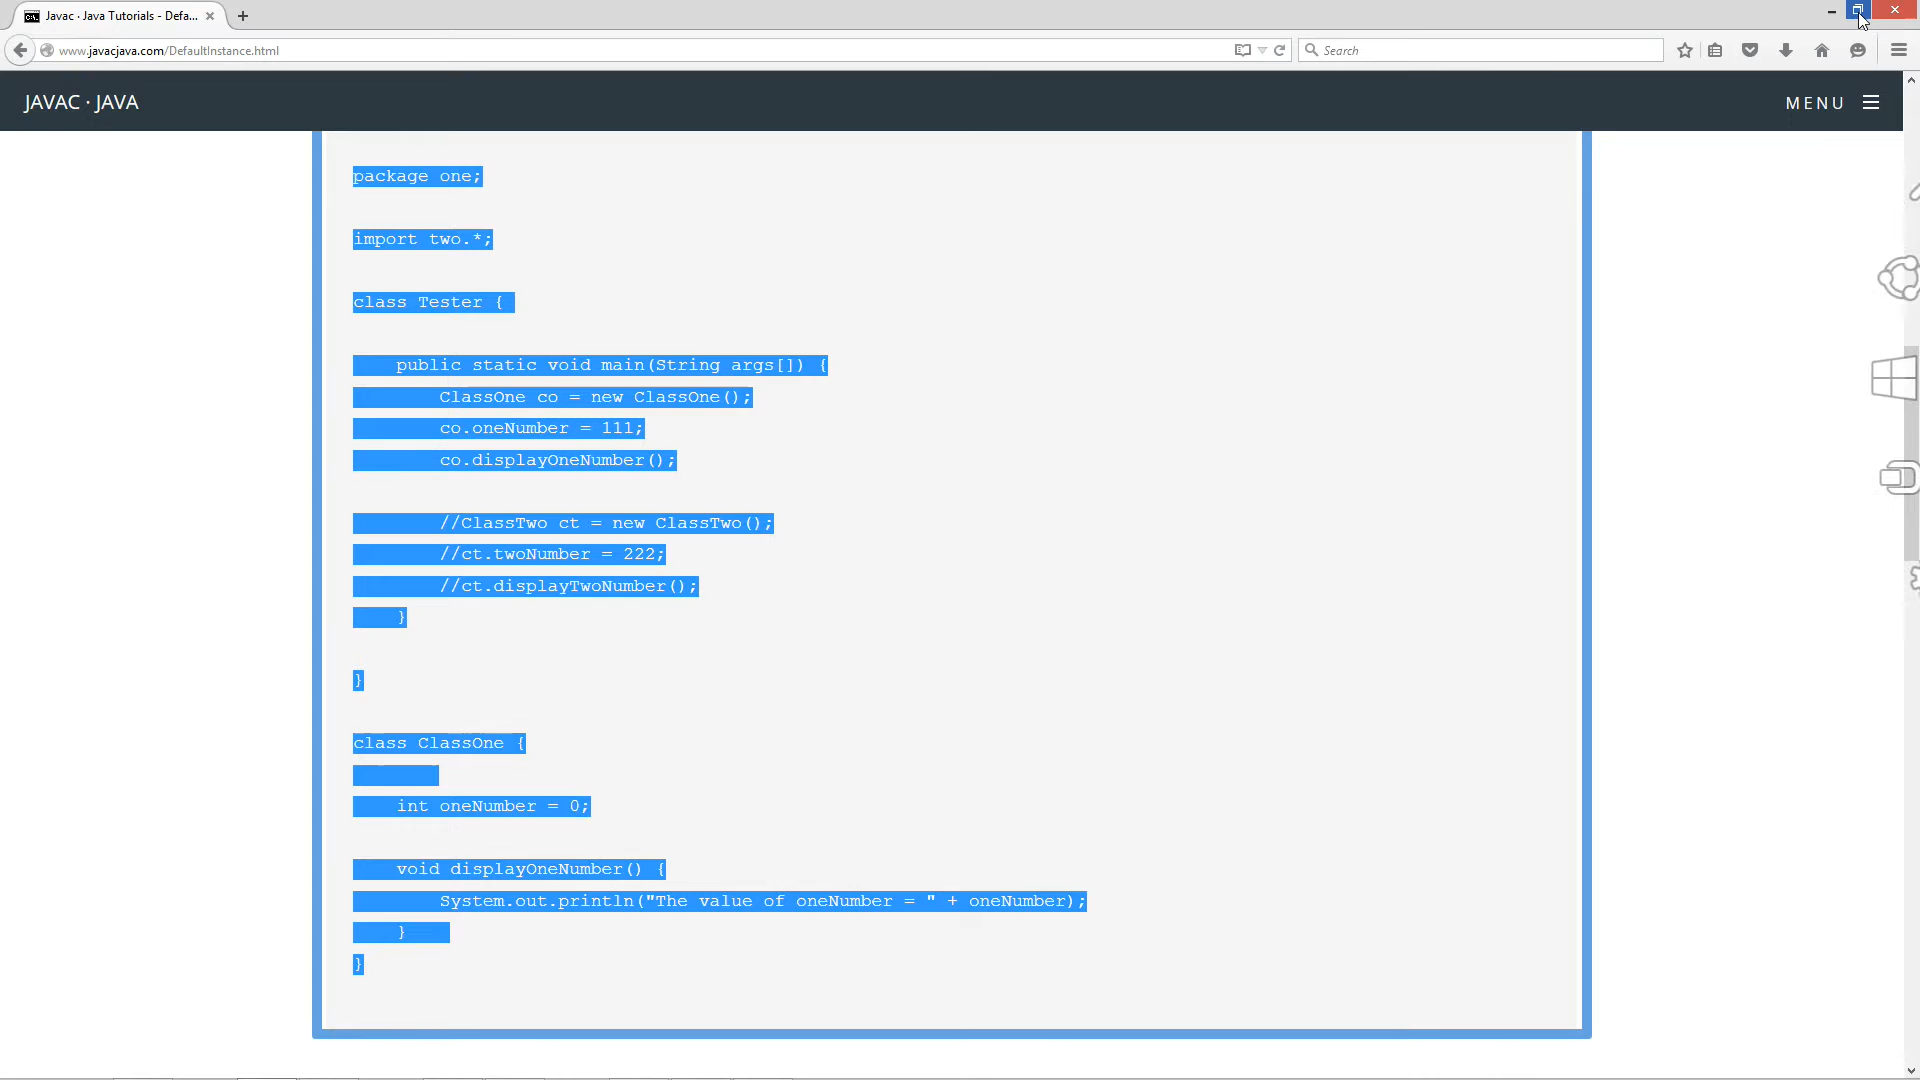 Javac · Java Tutorials - Defa...
www.javacjava.com/DefaultInstance.html
Search
JAVAC · JAVA
MENU
package one;
import two.*;
class Tester {
public static void main(String args[]) {
ClassOne co = new ClassOne();
co.oneNumber = 111;
co.displayOneNumber();
//ClassTwo ct = new ClassTwo();
//ct.twoNumber = 222;
//ct.displayTwoNumber();
}
}
class ClassOne {
int oneNumber = 0;
void displayOneNumber() {
System.out.println("The value of oneNumber = " + oneNumber);
}
}